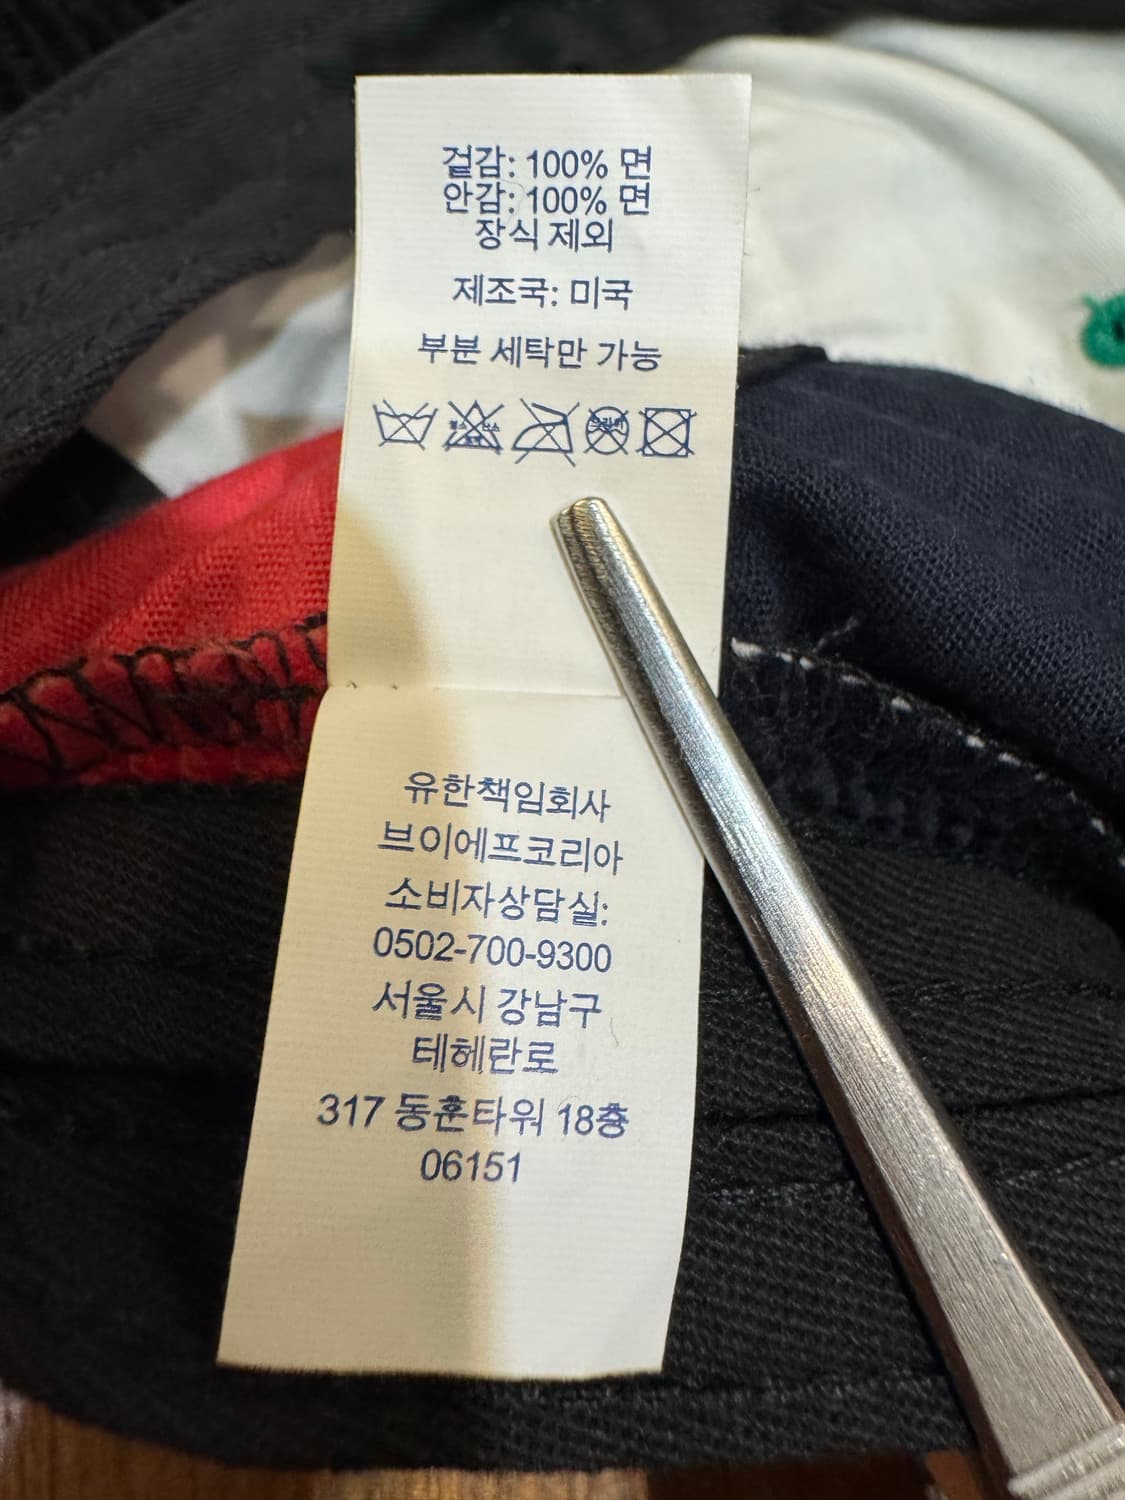 겉감: 100% 면
안감: 100% 면
장식 제외
제조국: 미국
부분 세탁만 가능
유한책임회사
브이에프코리아
소비자상담실:
0502-700-9300
서울시 강남구
테헤란로
317 동훈타워 18층
06151